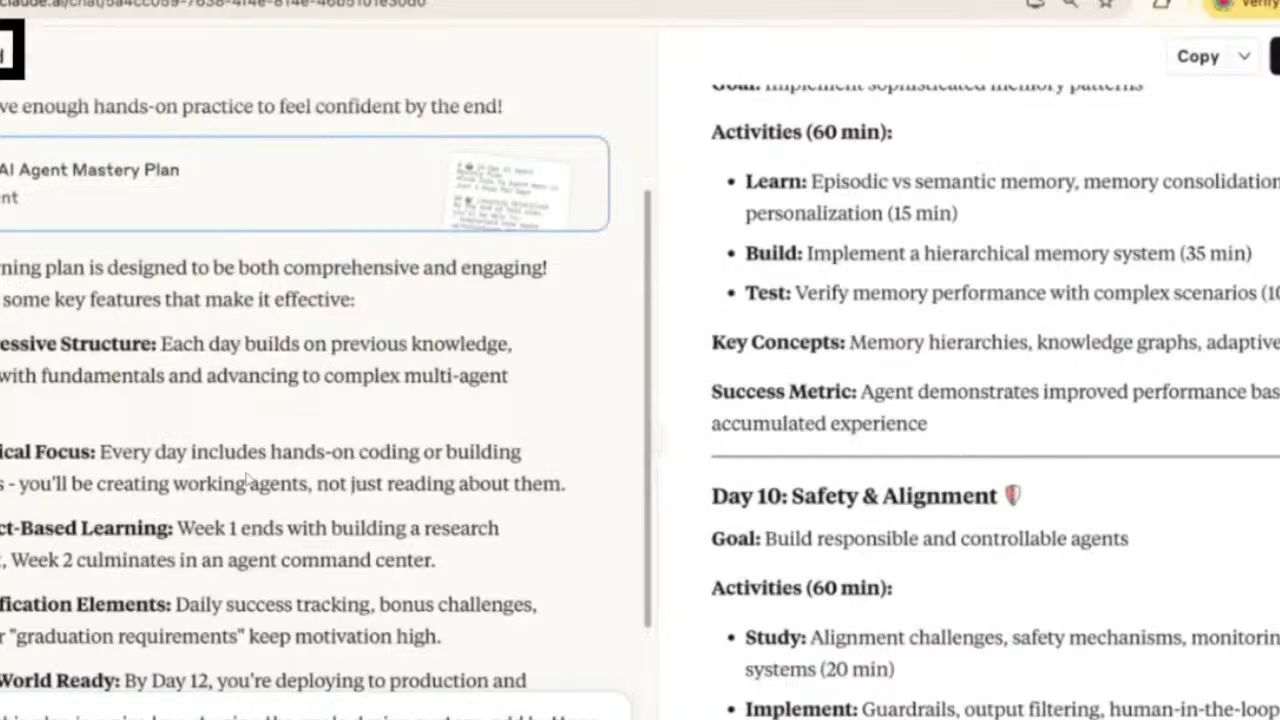 Copy
ve enough hands-on practice to feel confident by the end!
AI Agent Mastery Plan
nt
ning plan is designed to be both comprehensive and engaging!
some key features that make it effective:
essive Structure: Each day builds on previous knowledge,
with fundamentals and advancing to complex multi-agent
ical Focus: Every day includes hands-on coding or building
s - you'll be creating working agents, not just reading about them.
ct-Based Learning: Week 1 ends with building a research
, Week 2 culminates in an agent command center.
fication Elements: Daily success tracking, bonus challenges,
r "graduation requirements" keep motivation high.
World Ready: By Day 12, you're deploying to production and
Goal: Implement sophisticated memory patterns
Activities (60 min):
• Learn: Episodic vs semantic memory, memory consolidation
personalization (15 min)
• Build: Implement a hierarchical memory system (35 min)
• Test: Verify memory performance with complex scenarios (10
Key Concepts: Memory hierarchies, knowledge graphs, adaptive
Success Metric: Agent demonstrates improved performance bas
accumulated experience
Day 10: Safety & Alignment
Goal: Build responsible and controllable agents
Activities (60 min):
• Study: Alignment challenges, safety mechanisms, monitorin
systems (20 min)
• Implement: Guardrails, output filtering, human-in-the-loop